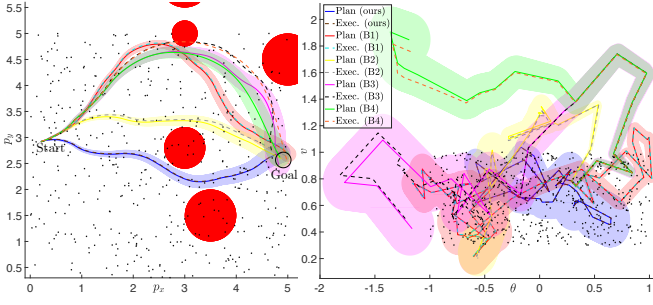 5.5
5
4.5
4
3.5
3
2.5
2
1.5
1
0.5
p_y
Start
Goal
0
1
2
3
4
5
p_x
2
1.8
1.6
1.4
1.2
1
0.8
0.6
0.4
0.2
v
Plan (ours)
Exec. (ours)
Plan (B1)
Exec. (B1)
Plan (B2)
Exec. (B2)
Plan (B3)
Exec. (B3)
Plan (B4)
Exec. (B4)
-2
-1.5
-1
-0.5
0
0.5
1
θ